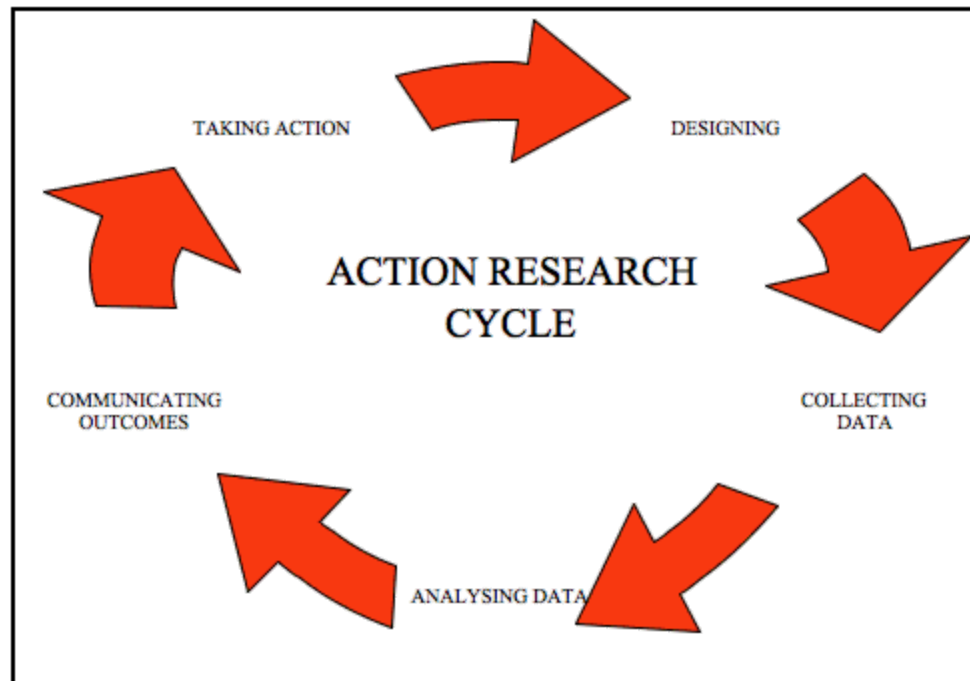 TAKING ACTION
DESIGNING
ACTION RESEARCH
CYCLE
COMMUNICATING
OUTCOMES
COLLECTING
DATA
ANALYSING DATA